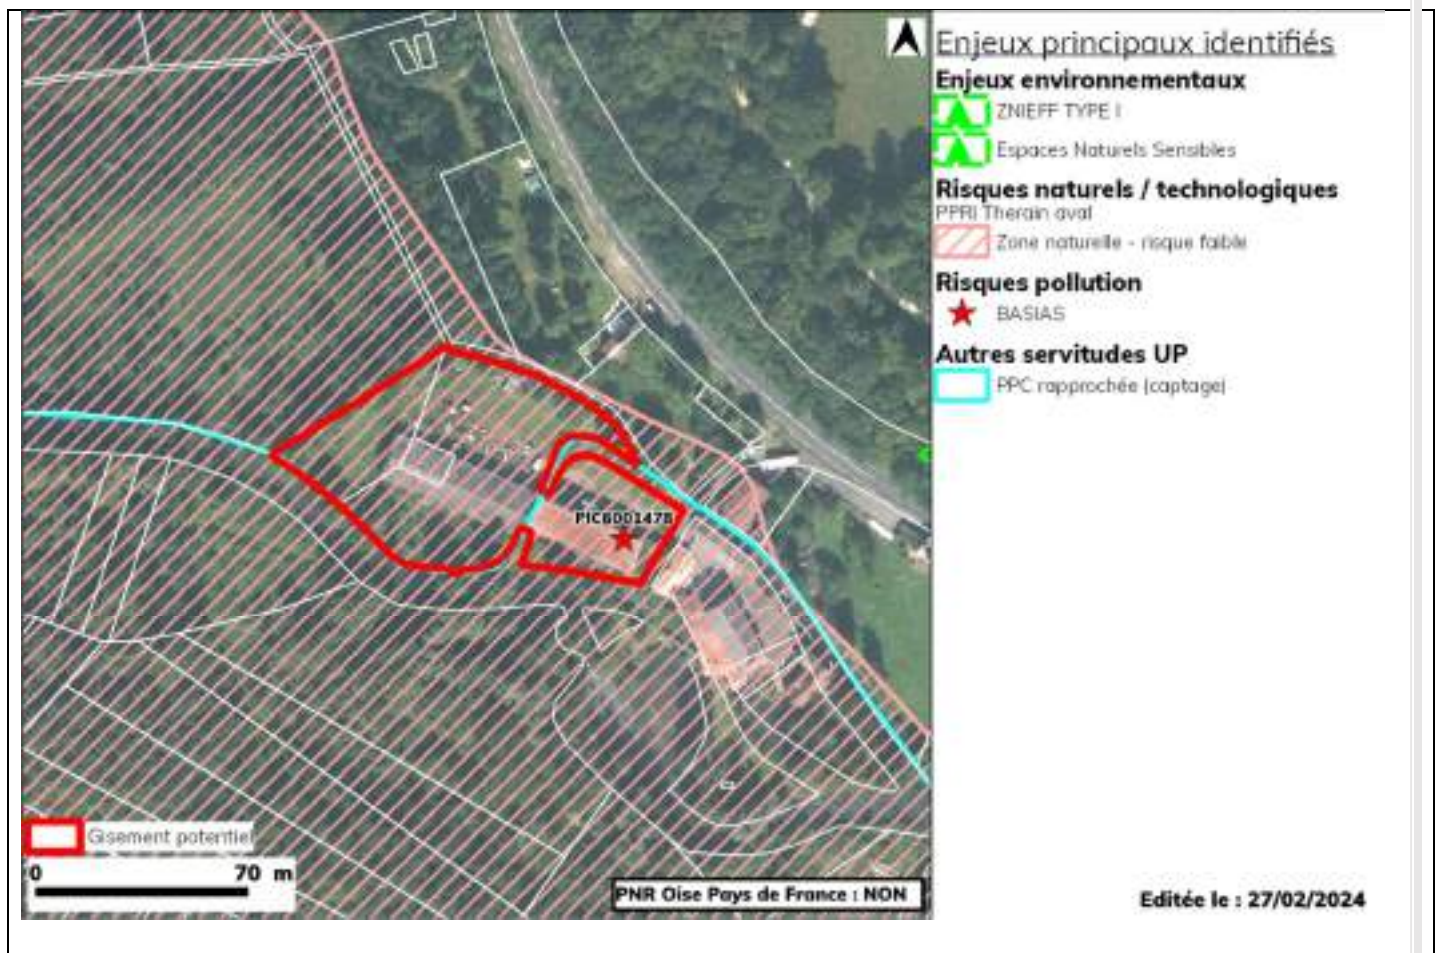 Enjeux principaux identifiés
Enjeux environnementaux
ZNIEFF TYPE I
Espaces Naturels Sensibles
Risques naturels / technologiques
PPRI Therain aval
Zone naturelle - risque faible
Risques pollution
BASIAS
Autres servitudes UP
PPC rapprochée (captage)
PIC6001478
Gisement potentiel
0 70 m
PNR Oise Pays de France : NON
Editée le : 27/02/2024